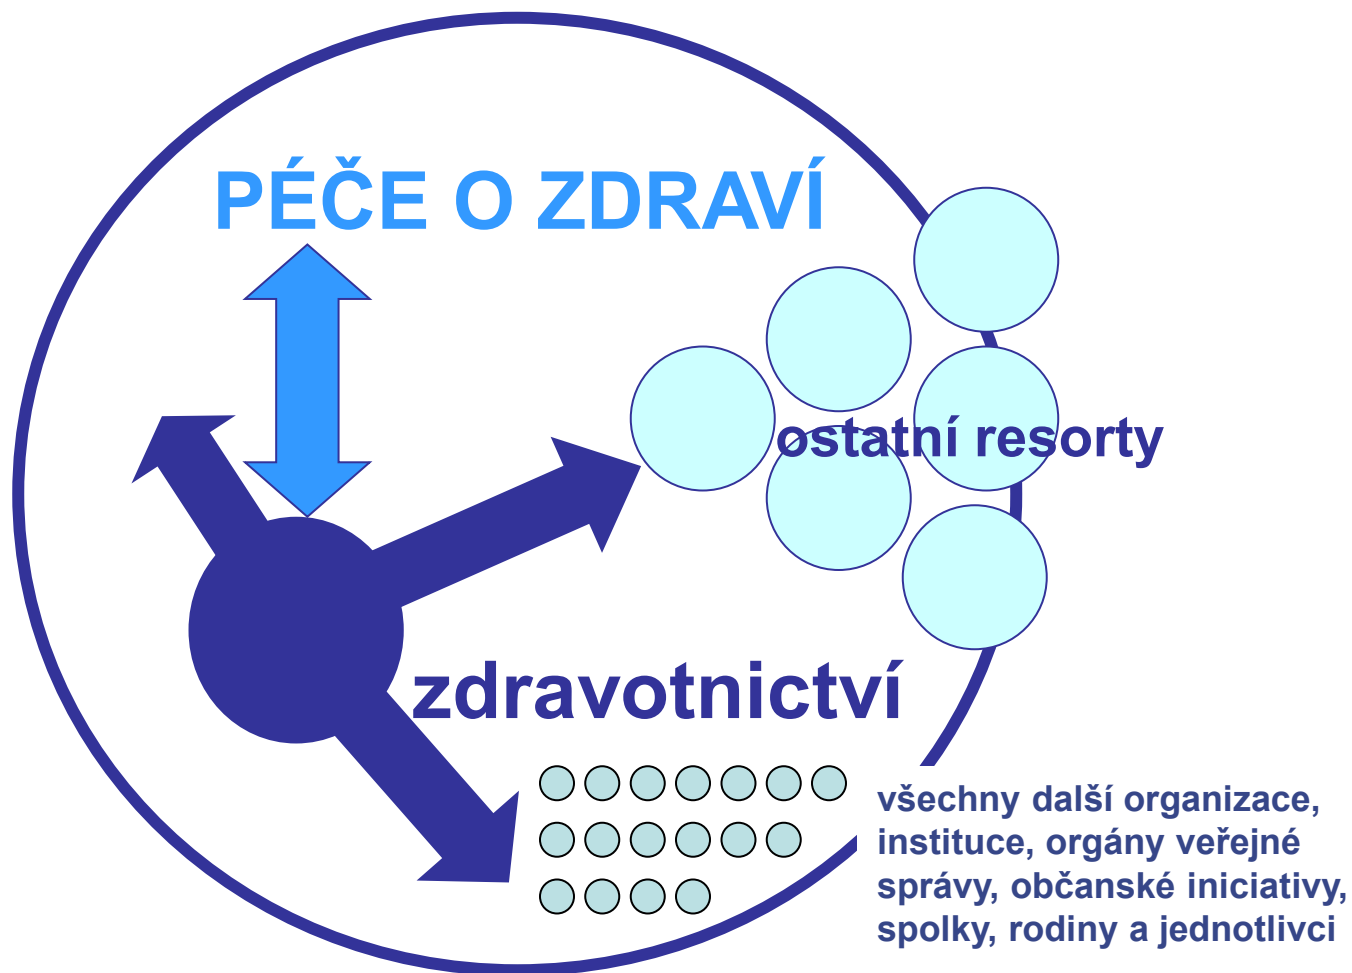 PÉČE O ZDRAVÍ
ostatní resorty
zdravotnictví
všechny další organizace,
instituce, orgány veřejné
správy, občanské iniciativy,
spolky, rodiny a jednotlivci